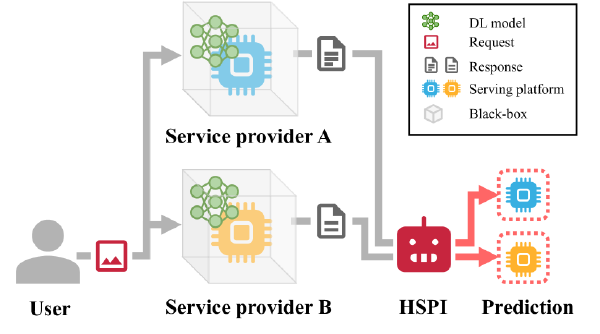 DL model
Request
Response
Serving platform
Black-box
Service provider A
Service provider B
User
HSPI
Prediction